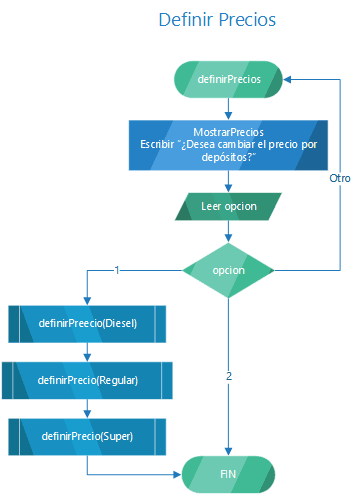 Definir Precios
definirPrecios
MostrarPrecios
Escribir "¿Desea cambiar el precio por
depósitos?"
Otro
Leer opcion
opcion
1
definirPreecio(Diesel)
definirPrecio(Regular)
2
definirPrecio(Super)
FIN